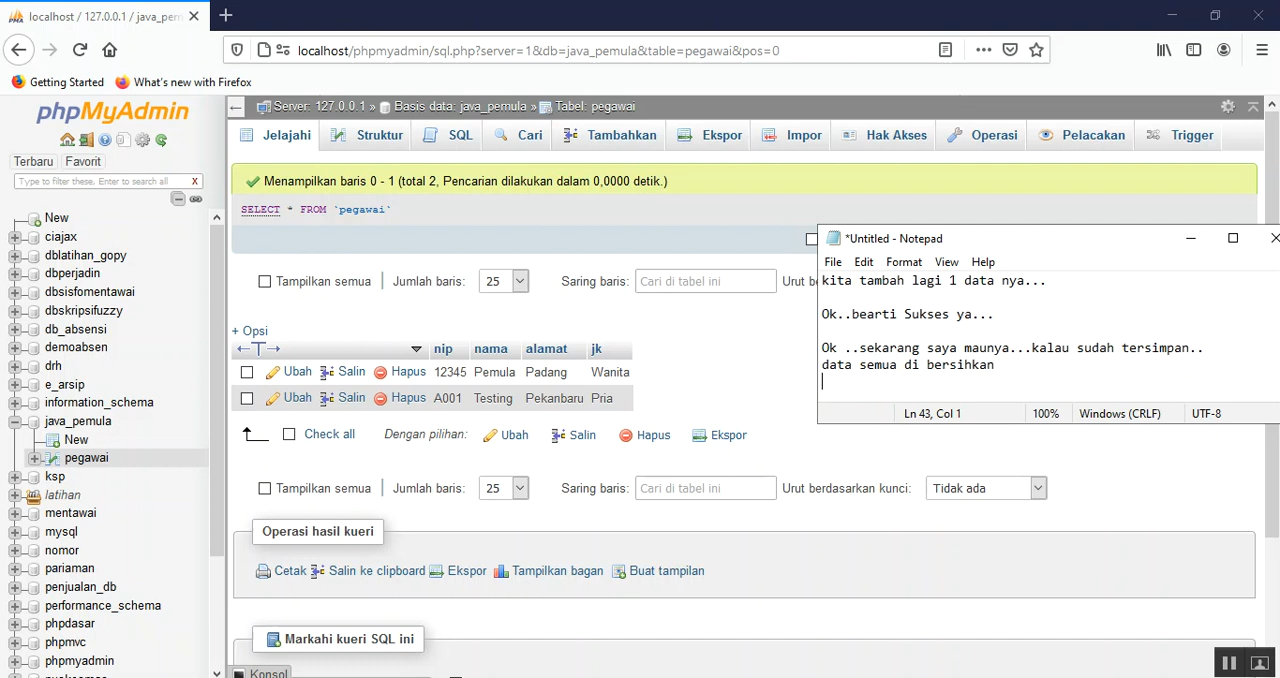 localhost / 127.0.0.1 / java_pem
localhost/phpmyadmin/sql.php?server=1&db=java_pemula&table=pegawai&pos=0
Getting Started What's new with Firefox
phpMyAdmin
Terbaru Favorit
Type to filter these, Enter to search all X
New
ciajax
dblatihan_gopy
dbperjadin
dbsisfomentawai
dbskripsifuzzy
db_absensi
demoabsen
drh
e_arsip
information_schema
java_pemula
New
pegawai
ksp
latihan
mentawai
mysql
nomor
pariaman
penjualan_db
performance_schema
phpdasar
phpmvc
phpmyadmin
Server: 127.0.0.1 » Basis data: java_pemula » Tabel: pegawai
Jelajahi Struktur SQL Cari Tambahkan Ekspor Impor Hak Akses Operasi Pelacakan Trigger
Menampilkan baris 0 - 1 (total 2, Pencarian dilakukan dalam 0,0000 detik.)
SELECT * FROM `pegawai`
Tampilkan semua Jumlah baris: 25 Saring baris: Cari di tabel ini Urut be
+ Opsi
nip nama alamat jk
Ubah Salin Hapus 12345 Pemula Padang Wanita
Ubah Salin Hapus A001 Testing Pekanbaru Pria
Check all Dengan pilihan: Ubah Salin Hapus Ekspor
Tampilkan semua Jumlah baris: 25 Saring baris: Cari di tabel ini Urut berdasarkan kunci: Tidak ada
Operasi hasil kueri
Cetak Salin ke clipboard Ekspor Tampilkan bagan Buat tampilan
Markahi kueri SQL ini
Konsol
*Untitled - Notepad
File Edit Format View Help
kita tambah lagi 1 data nya...
Ok..bearti Sukses ya...
Ok ..sekarang saya maunya...kalau sudah tersimpan..
data semua di bersihkan
Ln 43, Col 1 100% Windows (CRLF) UTF-8